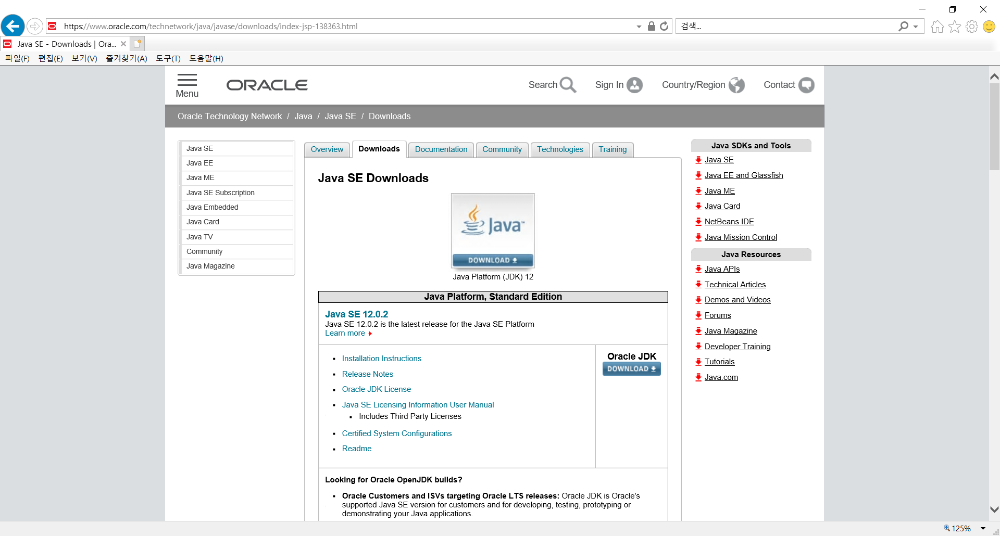 https://www.oracle.com/technetwork/java/javase/downloads/index-jsp-138363.html
검색...
Java SE - Downloads | Ora...
파일(F) 편집(E) 보기(V) 즐겨찾기(A) 도구(T) 도움말(H)
Menu
ORACLE
Search
Sign In
Country/Region
Contact
Oracle Technology Network / Java / Java SE / Downloads
Java SE
Java EE
Java ME
Java SE Subscription
Java Embedded
Java Card
Java TV
Community
Java Magazine
Overview
Downloads
Documentation
Community
Technologies
Training
Java SE Downloads
Java™
DOWNLOAD
Java Platform (JDK) 12
Java Platform, Standard Edition
Java SE 12.0.2
Java SE 12.0.2 is the latest release for the Java SE Platform
Learn more
Installation Instructions
Release Notes
Oracle JDK License
Java SE Licensing Information User Manual
Includes Third Party Licenses
Certified System Configurations
Readme
Oracle JDK
DOWNLOAD
Looking for Oracle OpenJDK builds?
Oracle Customers and ISVs targeting Oracle LTS releases: Oracle JDK is Oracle's
supported Java SE version for customers and for developing, testing, prototyping or
demonstrating your Java applications.
Java SDKs and Tools
Java SE
Java EE and Glassfish
Java ME
Java Card
NetBeans IDE
Java Mission Control
Java Resources
Java APIs
Technical Articles
Demos and Videos
Forums
Java Magazine
Developer Training
Tutorials
Java.com
125%